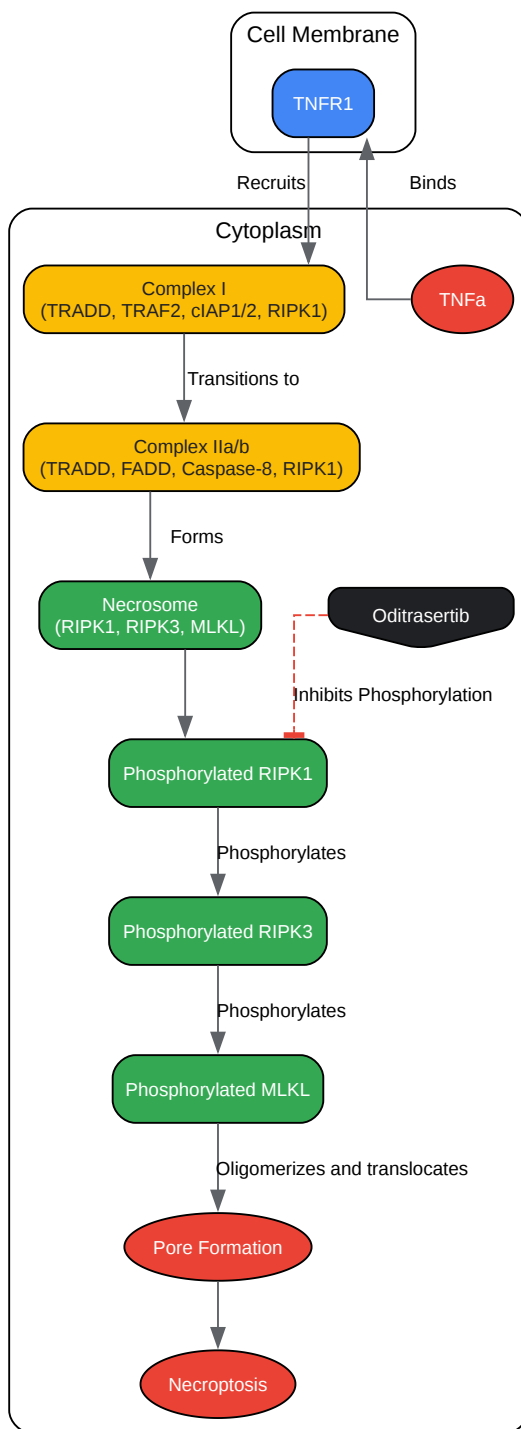 Cell Membrane
TNFR1
Recruits
Binds
Cytoplasm
Complex I
(TRADD, TRAF2, cIAP1/2, RIPK1)
TNFa
Transitions to
Complex IIa/b
(TRADD, FADD, Caspase-8, RIPK1)
Forms
Necrosome
(RIPK1, RIPK3, MLKL)
Oditrasertib
Inhibits Phosphorylation
Phosphorylated RIPK1
Phosphorylates
Phosphorylated RIPK3
Phosphorylates
Phosphorylated MLKL
Oligomerizes and translocates
Pore Formation
Necroptosis